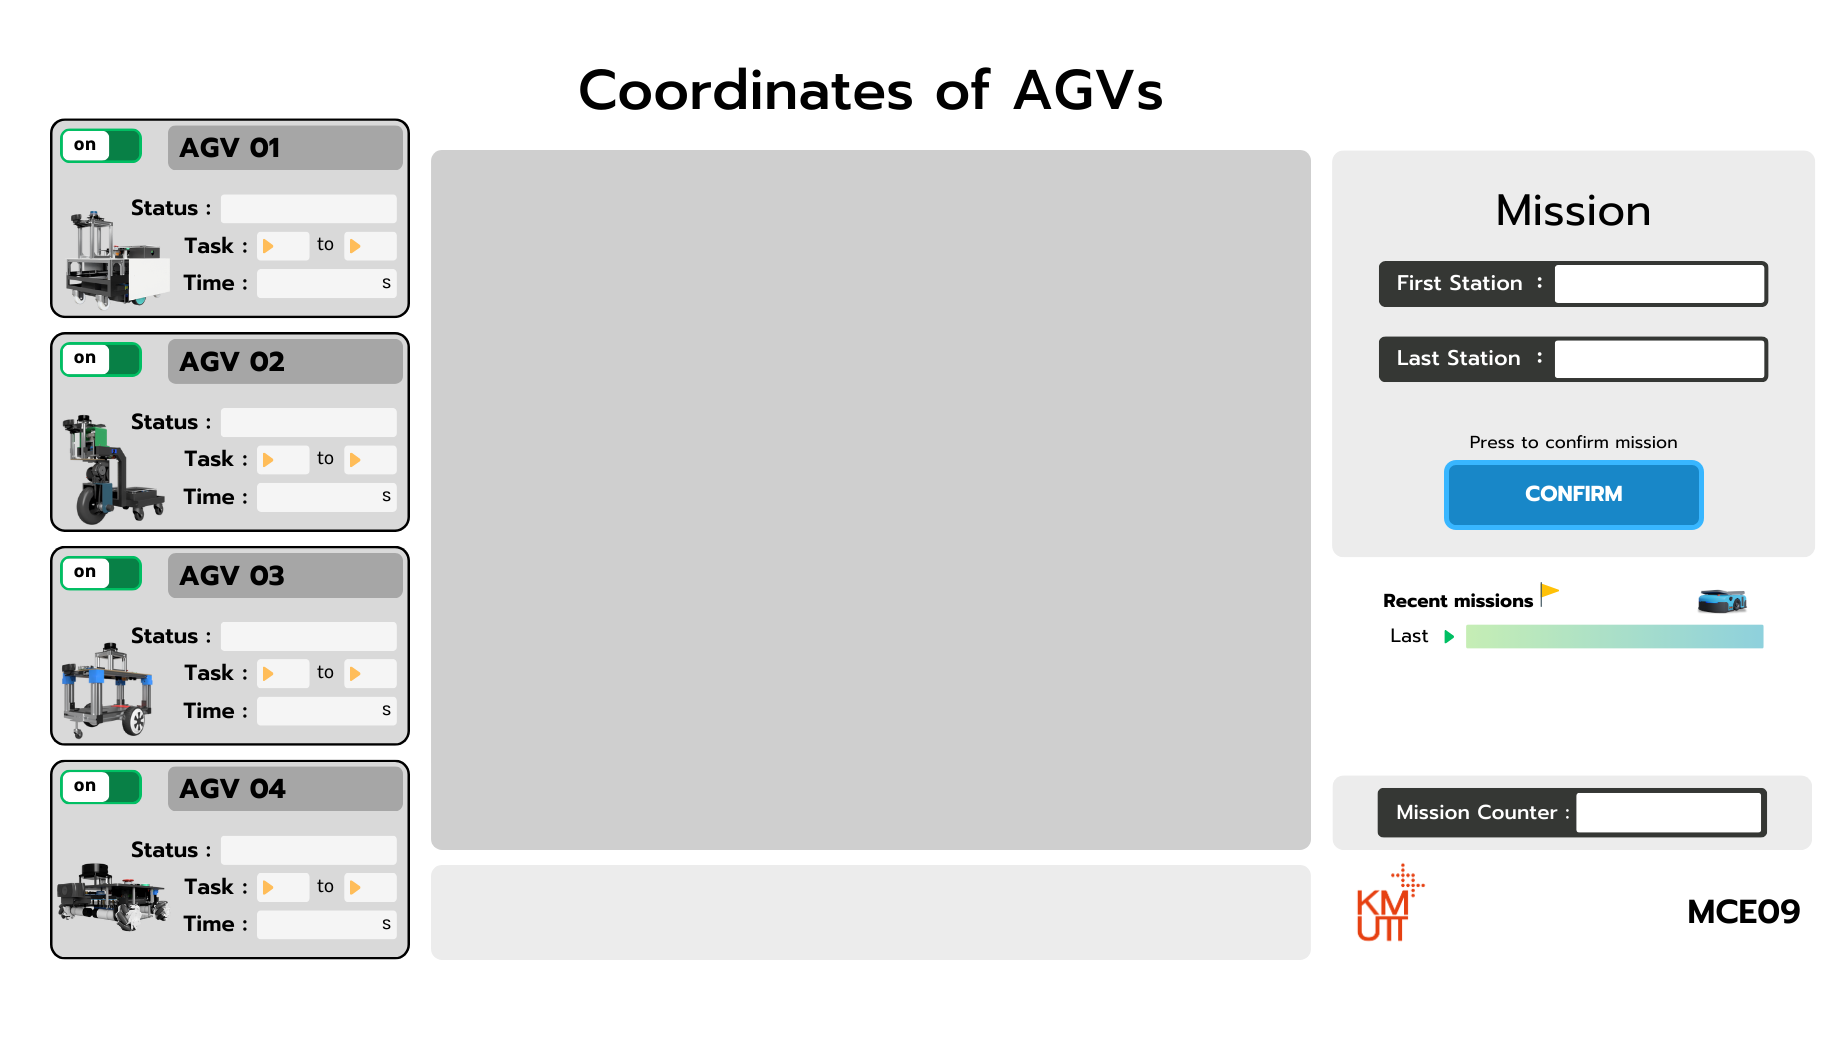 Coordinates of AGVs
on
AGV 01
Status :
Task :
to
Time :
s
on
AGV 02
Status :
Task :
to
Time :
s
on
AGV 03
Status :
Task :
to
Time :
s
on
AGV 04
Status :
Task :
to
Time :
s
Mission
First Station :
Last Station :
Press to confirm mission
CONFIRM
Recent missions
Last
Mission Counter :
KM
UTT
MCE09